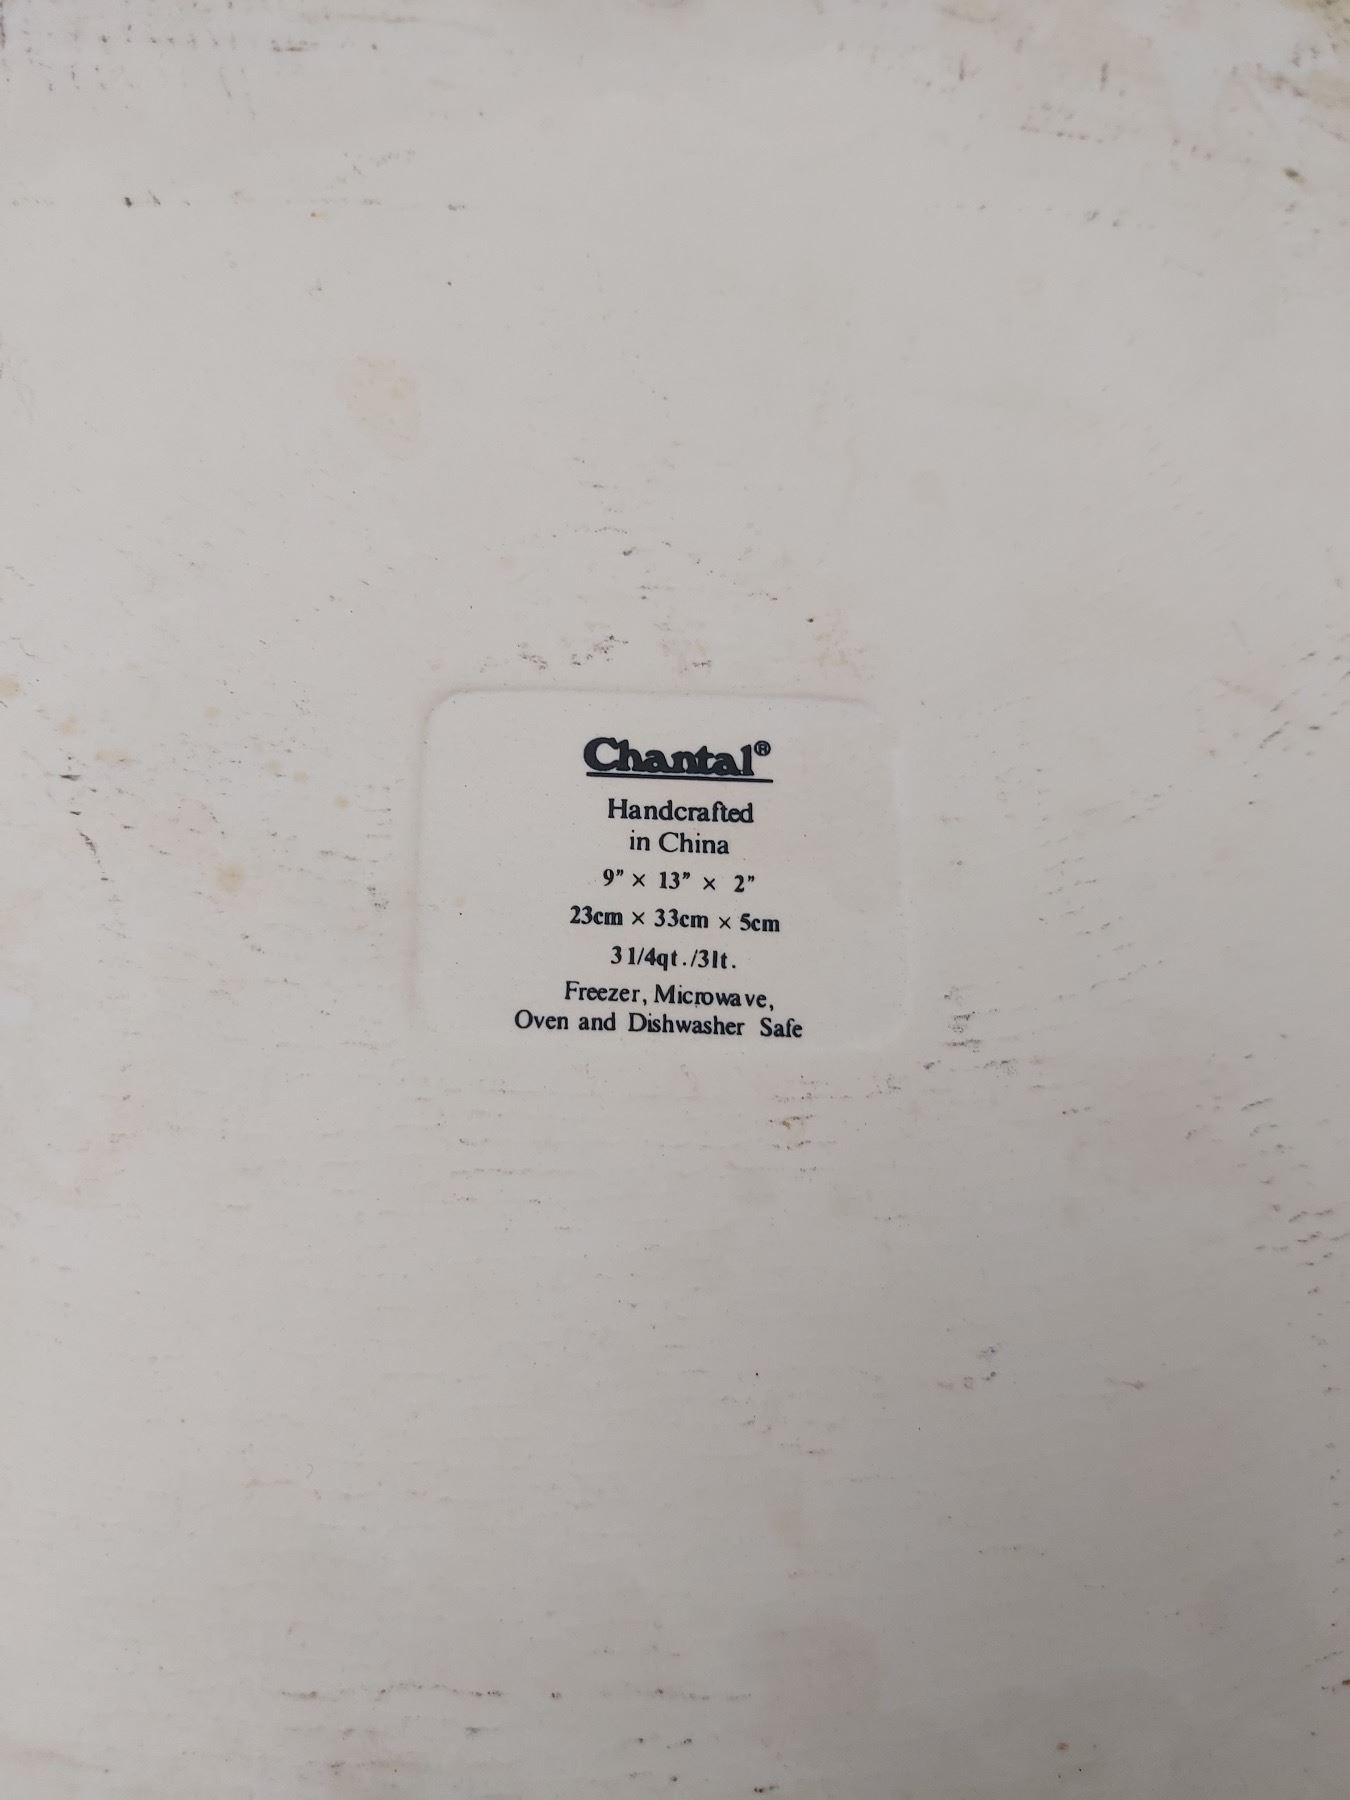 Chantal®
Handcrafted
in China
9" × 13" × 2"
23cm × 33cm × 5cm
3 1/4qt./3lt.
Freezer, Microwave,
Oven and Dishwasher Safe